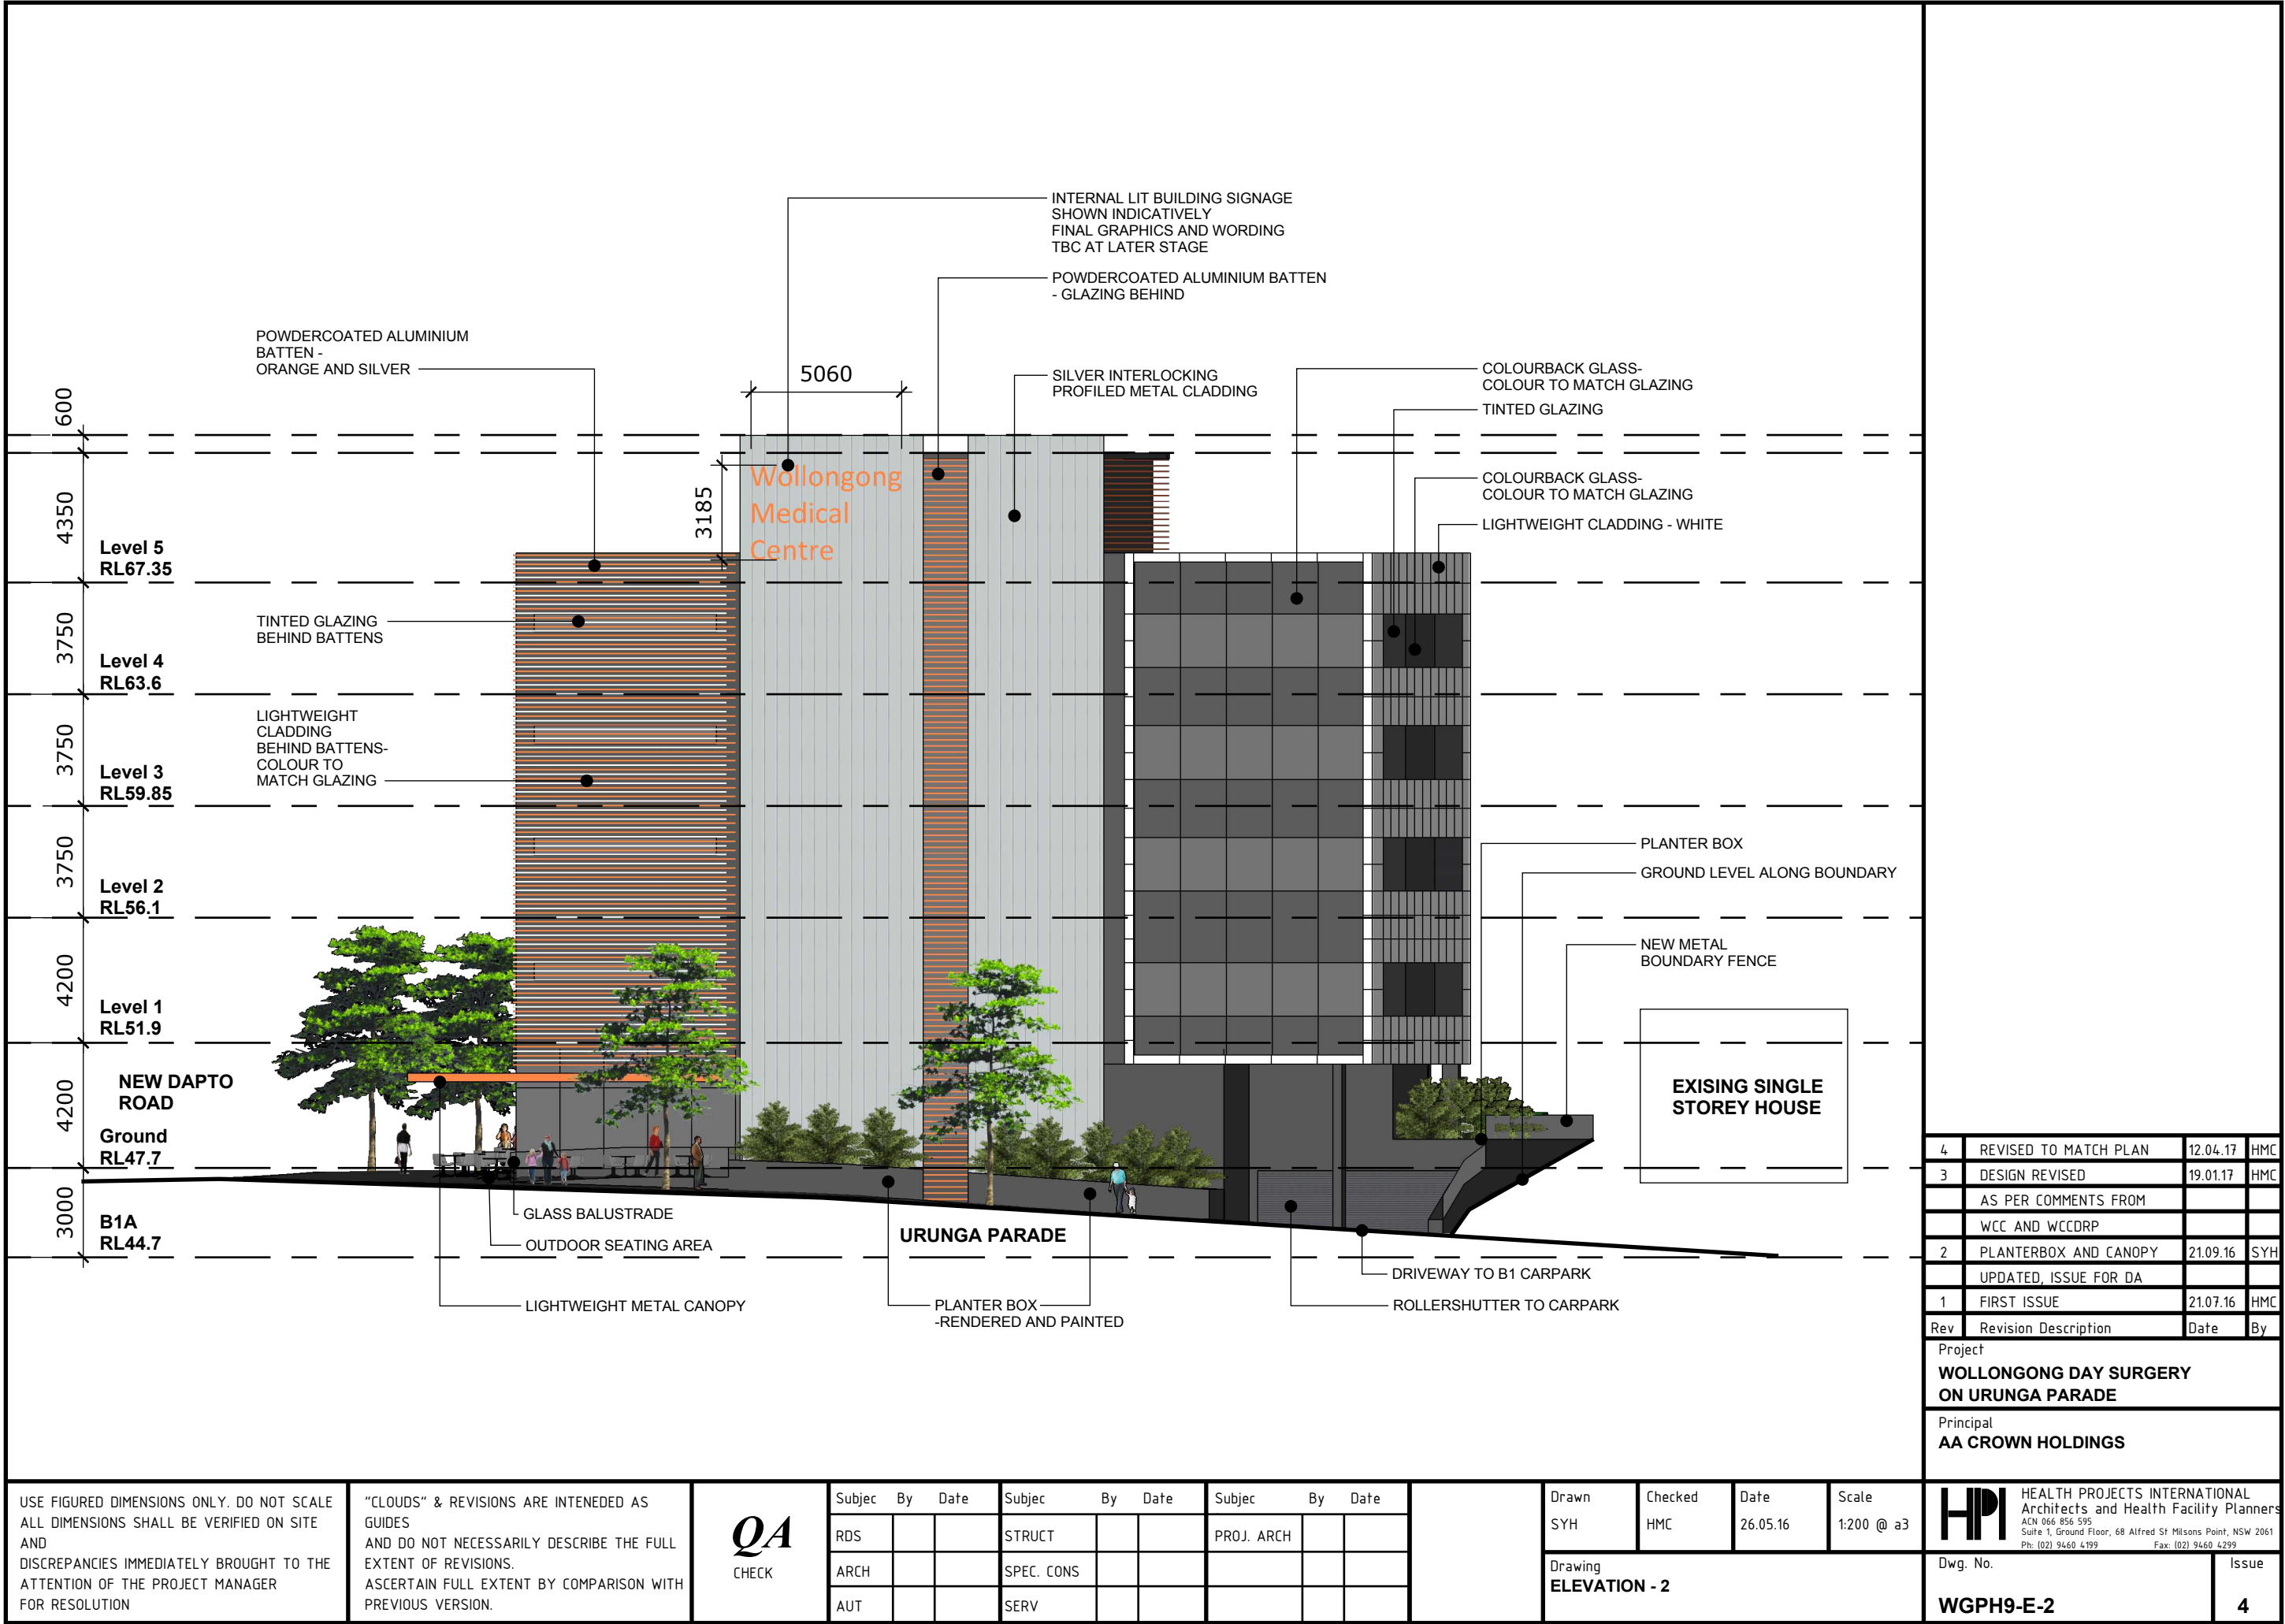 INTERNAL LIT BUILDING SIGNAGE
SHOWN INDICATIVELY
FINAL GRAPHICS AND WORDING
TBC AT LATER STAGE
POWDERCOATED ALUMINIUM BATTEN
- GLAZING BEHIND
POWDERCOATED ALUMINIUM
BATTEN -
ORANGE AND SILVER
5060
SILVER INTERLOCKING
PROFILED METAL CLADDING
COLOURBACK GLASS-
COLOUR TO MATCH GLAZING
TINTED GLAZING
COLOURBACK GLASS-
COLOUR TO MATCH GLAZING
LIGHTWEIGHT CLADDING - WHITE
600
4350
3185
Wollongong
Medical
Centre
Level 5
RL67.35
3750
TINTED GLAZING
BEHIND BATTENS
Level 4
RL63.6
3750
LIGHTWEIGHT
CLADDING
BEHIND BATTENS-
COLOUR TO
MATCH GLAZING
Level 3
RL59.85
3750
Level 2
RL56.1
PLANTER BOX
GROUND LEVEL ALONG BOUNDARY
NEW METAL
BOUNDARY FENCE
4200
Level 1
RL51.9
4200
NEW DAPTO
ROAD
EXISING SINGLE
STOREY HOUSE
Ground
RL47.7
3000
B1A
RL44.7
GLASS BALUSTRADE
OUTDOOR SEATING AREA
LIGHTWEIGHT METAL CANOPY
URUNGA PARADE
PLANTER BOX
-RENDERED AND PAINTED
DRIVEWAY TO B1 CARPARK
ROLLERSHUTTER TO CARPARK
4 REVISED TO MATCH PLAN 12.04.17 HMC
3 DESIGN REVISED 19.01.17 HMC
AS PER COMMENTS FROM
WCC AND WCCDRP
2 PLANTERBOX AND CANOPY 21.09.16 SYH
UPDATED, ISSUE FOR DA
1 FIRST ISSUE 21.07.16 HMC
Rev Revision Description Date By
Project
WOLLONGONG DAY SURGERY
ON URUNGA PARADE
Principal
AA CROWN HOLDINGS
USE FIGURED DIMENSIONS ONLY. DO NOT SCALE
ALL DIMENSIONS SHALL BE VERIFIED ON SITE
AND
DISCREPANCIES IMMEDIATELY BROUGHT TO THE
ATTENTION OF THE PROJECT MANAGER
FOR RESOLUTION
"CLOUDS" & REVISIONS ARE INTENEDED AS
GUIDES
AND DO NOT NECESSARILY DESCRIBE THE FULL
EXTENT OF REVISIONS.
ASCERTAIN FULL EXTENT BY COMPARISON WITH
PREVIOUS VERSION.
QA
CHECK
Subjec By Date Subjec By Date Subjec By Date
RDS STRUCT PROJ. ARCH
ARCH SPEC. CONS
AUT SERV
Drawn Checked Date Scale
SYH HMC 26.05.16 1:200 @ a3
Drawing
ELEVATION - 2
HPI
HEALTH PROJECTS INTERNATIONAL
Architects and Health Facility Planners
ACN 066 856 595
Suite 1, Ground Floor, 68 Alfred St Milsons Point, NSW 2061
Ph: (02) 9460 4199 Fax: (02) 9460 4299
Dwg. No. Issue
WGPH9-E-2 4